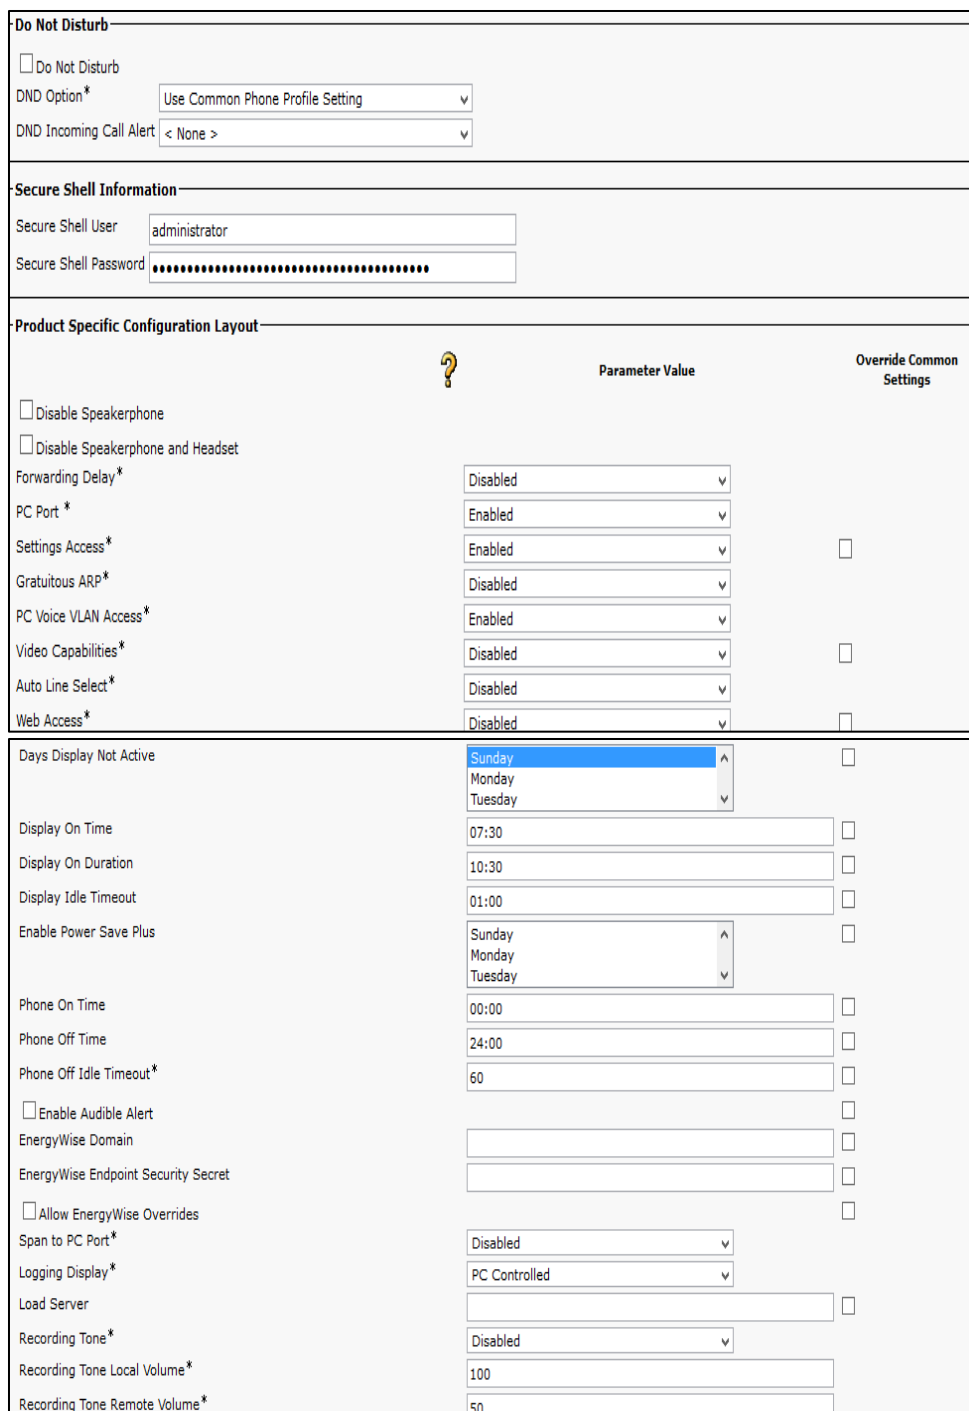 Do Not Disturb
Do Not Disturb
DND Option* Use Common Phone Profile Setting
DND Incoming Call Alert < None >
Secure Shell Information
Secure Shell User administrator
Secure Shell Password ••••••••••••••••••••••••••••••••••••••••
Product Specific Configuration Layout
? Parameter Value Override Common
Settings
Disable Speakerphone
Disable Speakerphone and Headset
Forwarding Delay* Disabled
PC Port * Enabled
Settings Access* Enabled
Gratuitous ARP* Disabled
PC Voice VLAN Access* Enabled
Video Capabilities* Disabled
Auto Line Select* Disabled
Web Access* Disabled
Days Display Not Active Sunday
Monday
Tuesday
Display On Time 07:30
Display On Duration 10:30
Display Idle Timeout 01:00
Enable Power Save Plus Sunday
Monday
Tuesday
Phone On Time 00:00
Phone Off Time 24:00
Phone Off Idle Timeout* 60
Enable Audible Alert
EnergyWise Domain
EnergyWise Endpoint Security Secret
Allow EnergyWise Overrides
Span to PC Port* Disabled
Logging Display* PC Controlled
Load Server
Recording Tone* Disabled
Recording Tone Local Volume* 100
Recording Tone Remote Volume* 50